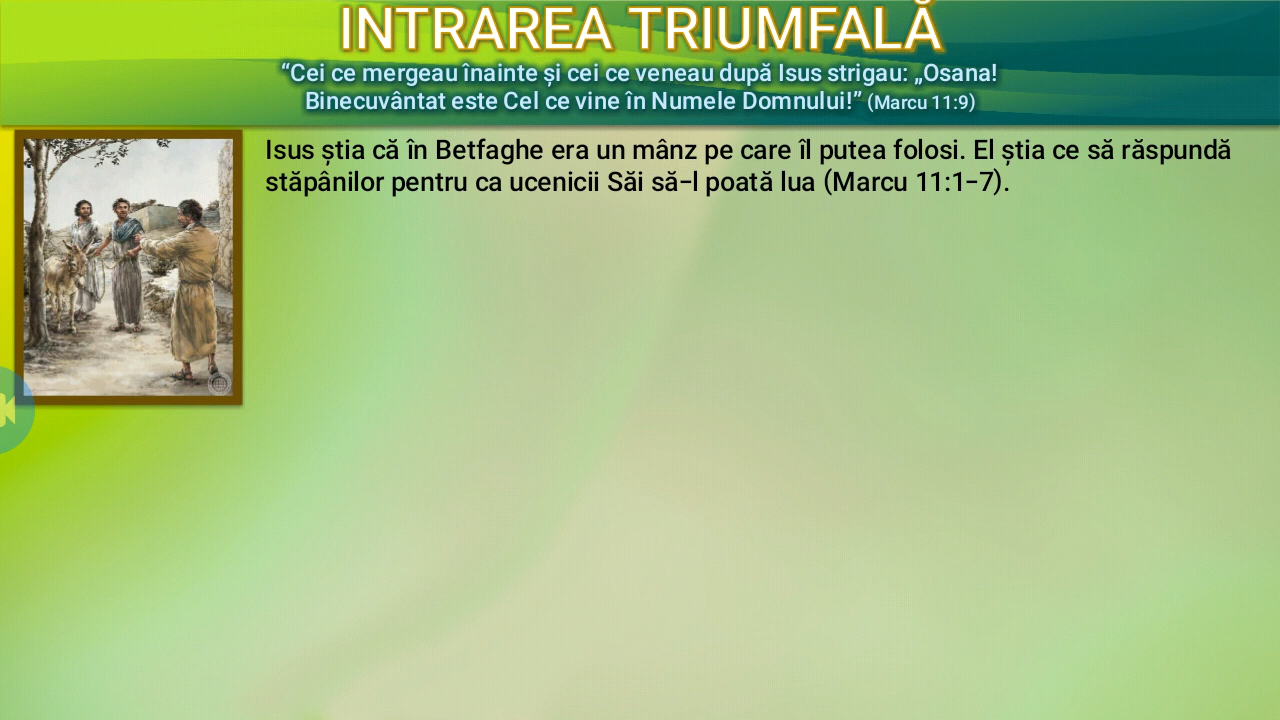 INTRAREA TRIUMFALĂ
“Cei ce mergeau înainte și cei ce veneau după Isus strigau: „Osana!
Binecuvântat este Cel ce vine în Numele Domnului!” (Marcu 11:9)
Isus știa că în Betfaghe era un mânz pe care îl putea folosi. El știa ce să răspundă
stăpânilor pentru ca ucenicii Săi să-l poată lua (Marcu 11:1-7).